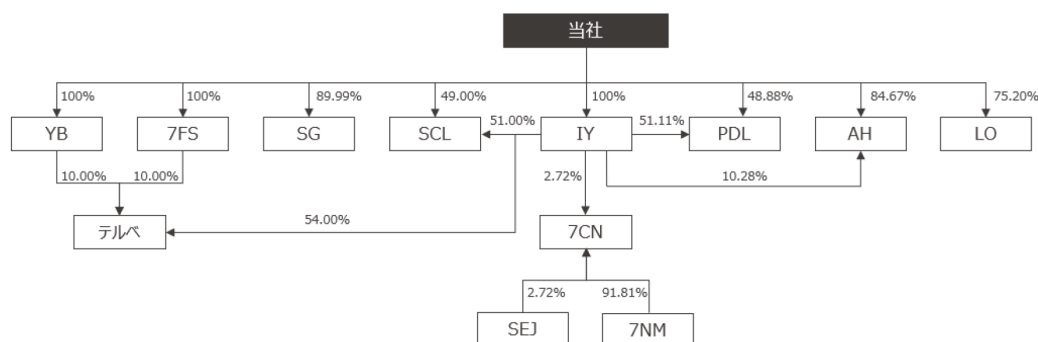 当社
100%
100%
89.99%
49.00%
100%
48.88%
84.67%
75.20%
YB
7FS
SG
SCL
51.00%
IY
51.11%
PDL
AH
LO
10.00%
10.00%
2.72%
10.28%
テルベ
54.00%
7CN
2.72%
91.81%
SEJ
7NM